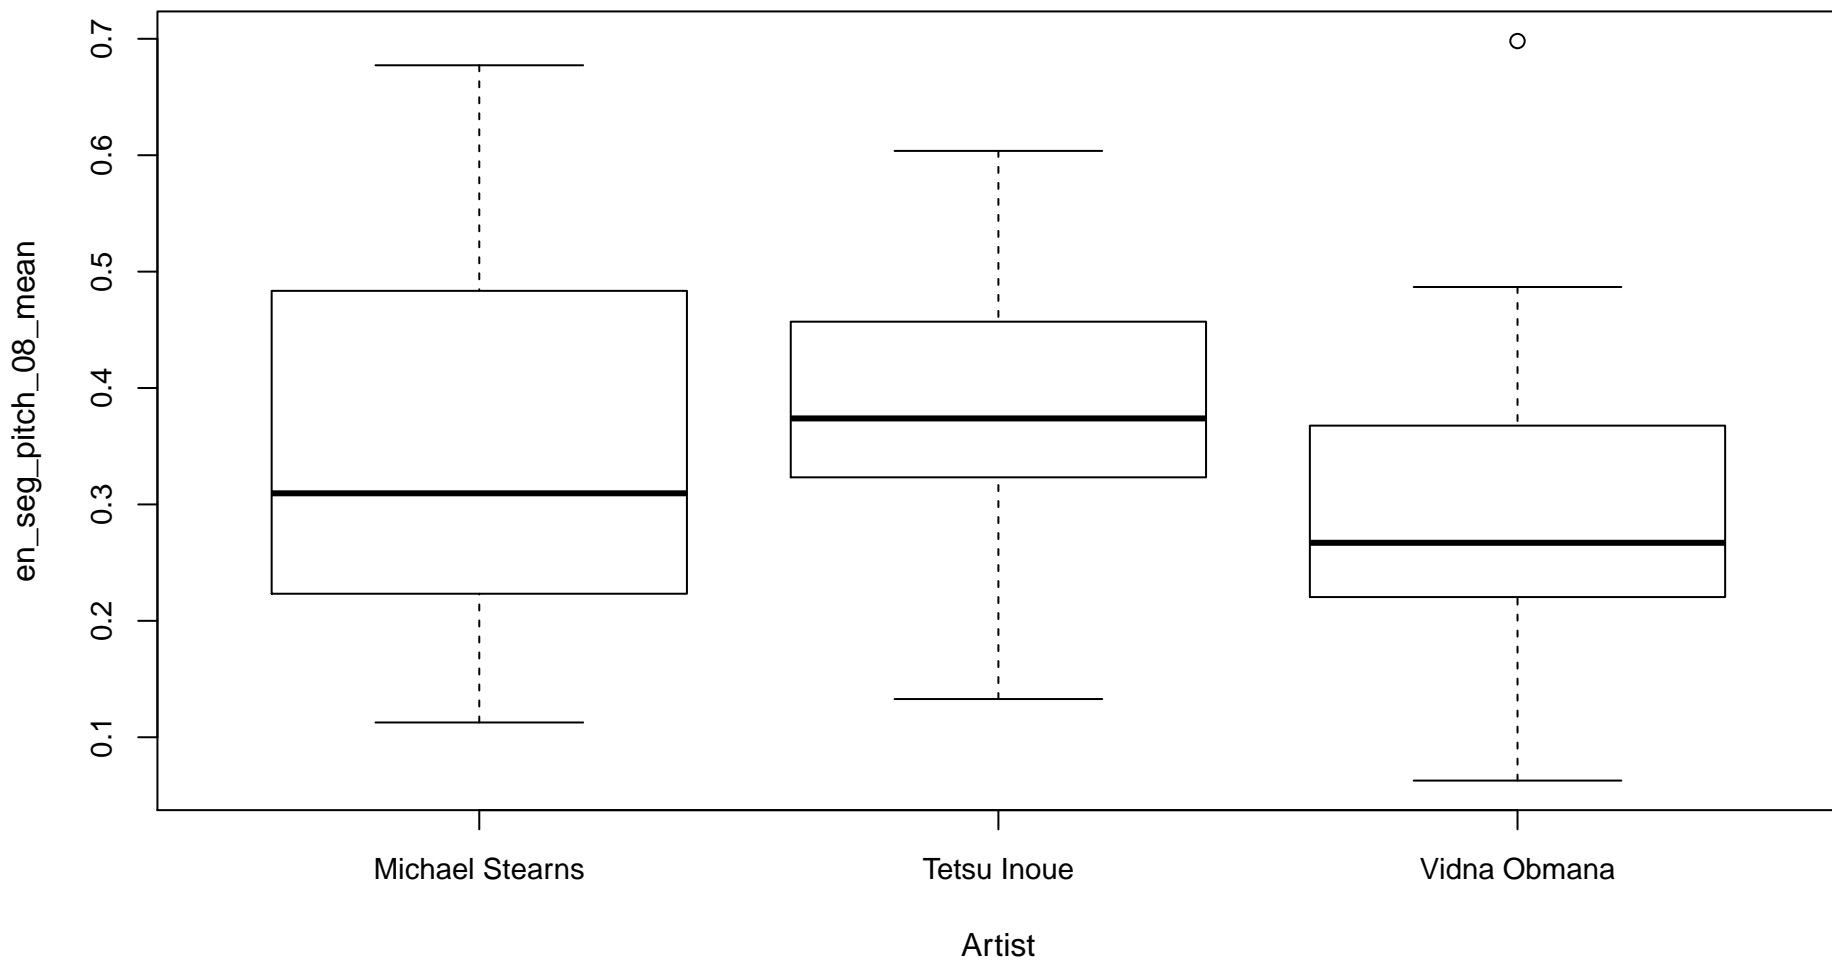 en_seg_pitch_08_mean
0.7
0.6
0.5
0.4
0.3
0.2
0.1
Michael Stearns
Tetsu Inoue
Vidna Obmana
Artist